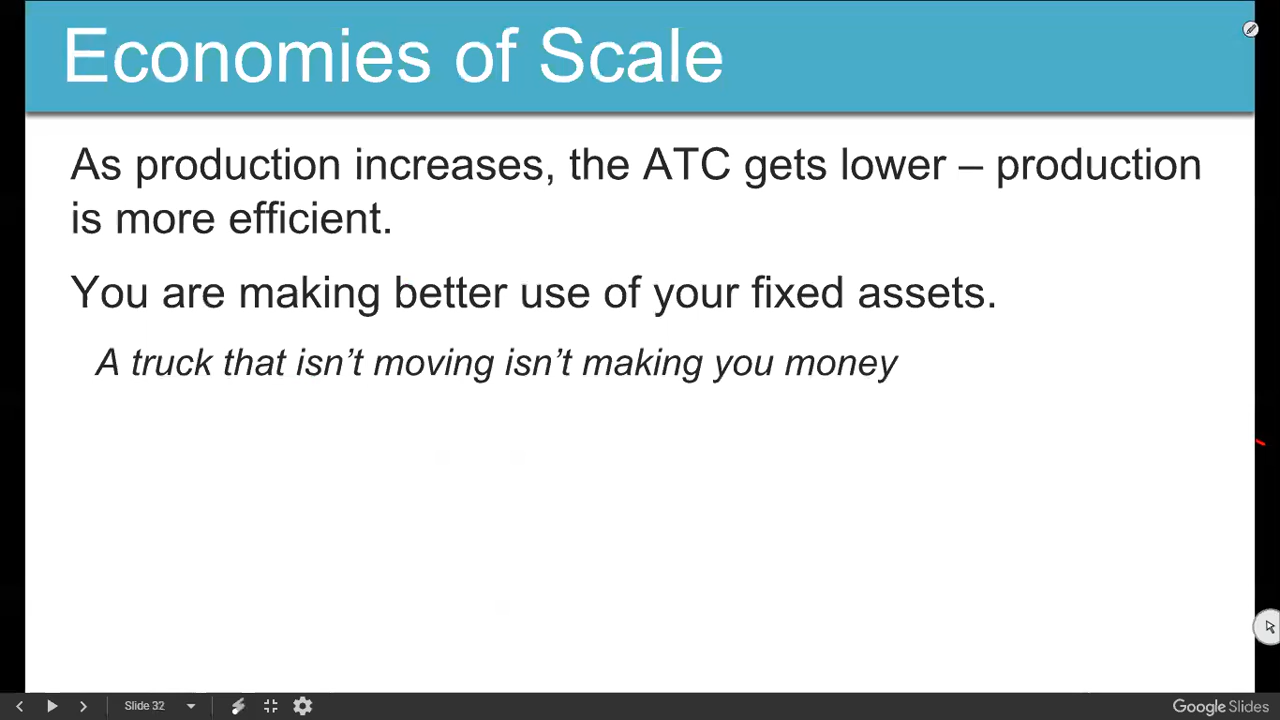 Economies of Scale
As production increases, the ATC gets lower – production
is more efficient.
You are making better use of your fixed assets.
A truck that isn’t moving isn’t making you money
Slide 32
Google Slides